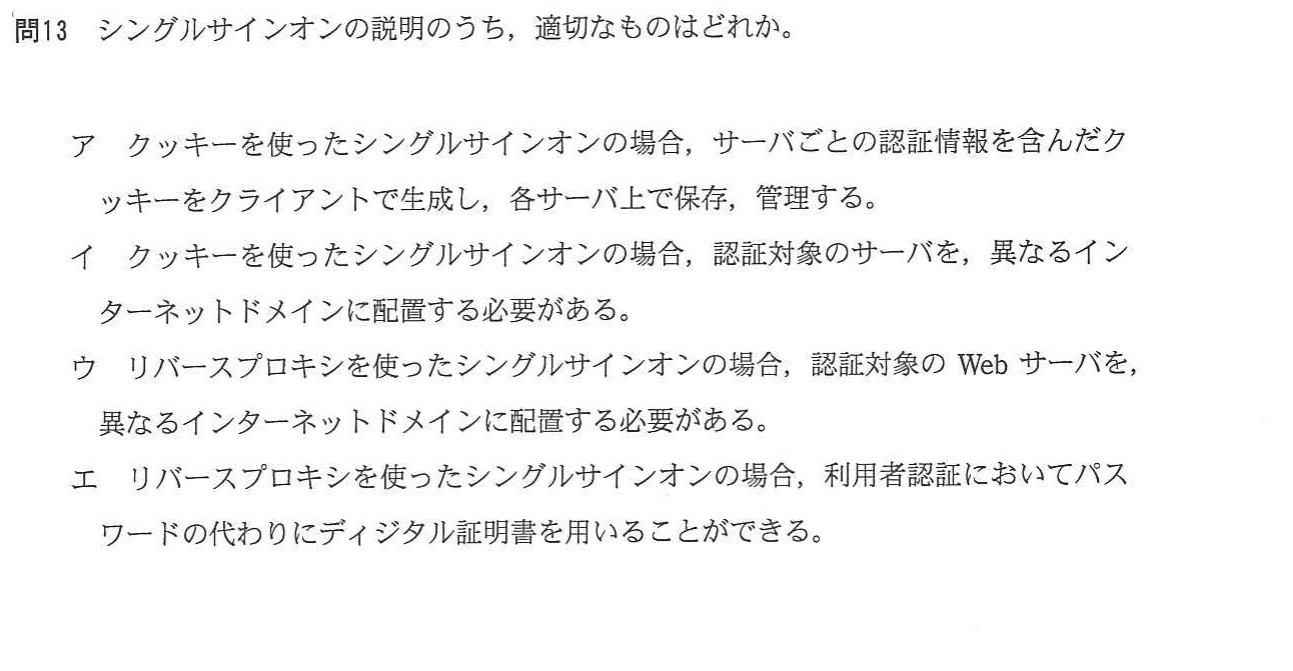 問13　シングルサインオンの説明のうち，適切なものはどれか。
ア　クッキーを使ったシングルサインオンの場合，サーバごとの認証情報を含んだク
ッキーをクライアントで生成し，各サーバ上で保存，管理する。
イ　クッキーを使ったシングルサインオンの場合，認証対象のサーバを，異なるイン
ターネットドメインに配置する必要がある。
ウ　リバースプロキシを使ったシングルサインオンの場合，認証対象の Web サーバを，
異なるインターネットドメインに配置する必要がある。
エ　リバースプロキシを使ったシングルサインオンの場合，利用者認証においてパス
ワードの代わりにディジタル証明書を用いることができる。